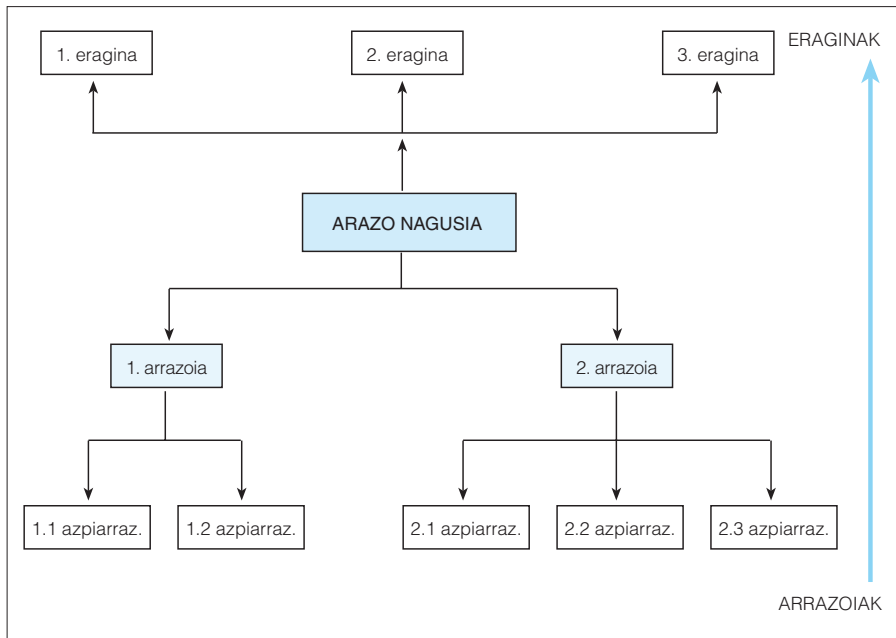 1. eragina
2. eragina
3. eragina
ERAGINAK
ARAZO NAGUSIA
1. arrazoia
2. arrazoia
1.1 azpiarraz.
1.2 azpiarraz.
2.1 azpiarraz.
2.2 azpiarraz.
2.3 azpiarraz.
ARRAZOIAK